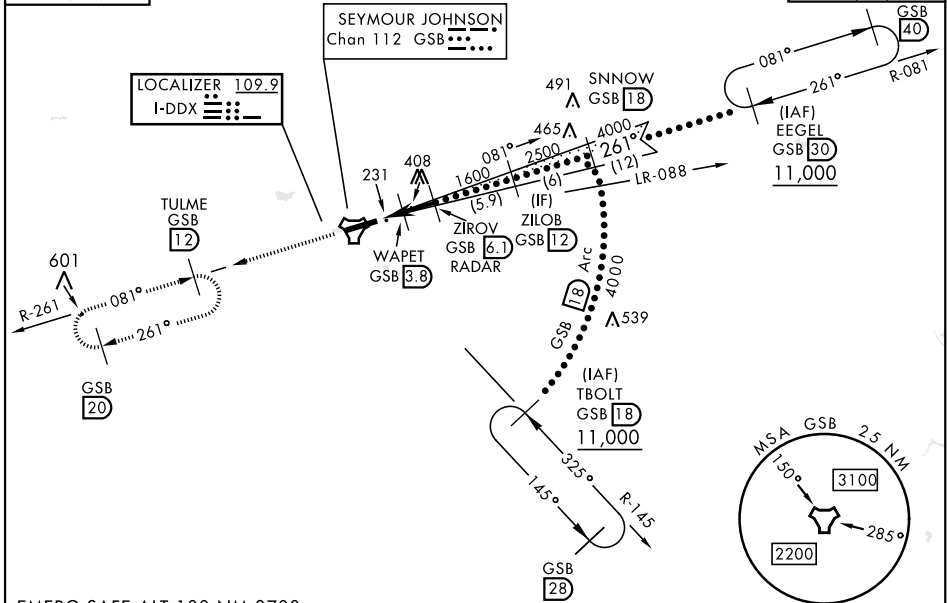 SEYMOUR JOHNSON
Chan 112 GSB
LOCALIZER 109.9
I-DDX
GSB
40
081°
261°
R-081
(IAF)
EEGEL
GSB 30
11,000
491
SNNOW
GSB 18
465
4000
261°
081°
2500
1600
(12)
(6)
(5.9)
LR-088
408
231
(IF)
ZILOB
GSB 12
ZIROV
GSB 6.1
RADAR
WAPET
GSB 3.8
TULME
GSB
12
601
R-261
081°
261°
GSB
20
GSB 18 Arc
4000
539
(IAF)
TBOLT
GSB 18
11,000
325°
145°
R-145
GSB
28
MSA GSB 25 NM
150°
3100
285°
2200